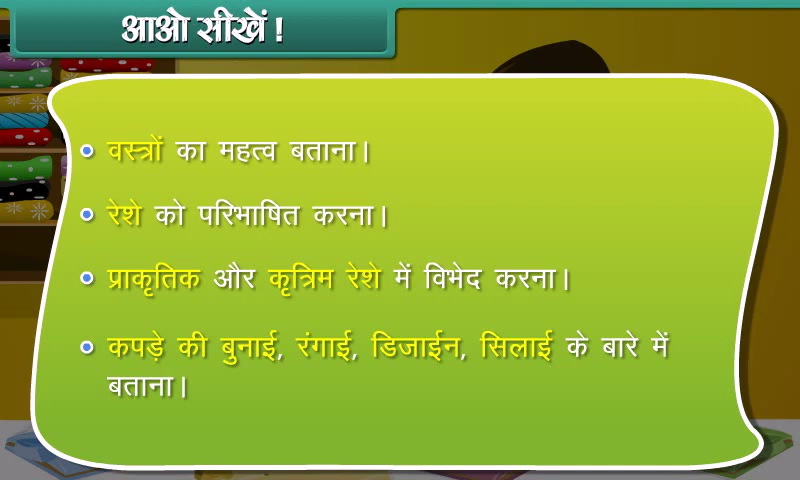 आओ सीखें!
वस्त्रों का महत्व बताना।
रेशे को परिभाषित करना।
प्राकृतिक और कृत्रिम रेशे में विभेद करना।
कपड़े की बुनाई, रंगाई, डिजाईन, सिलाई के बारे में
बताना।